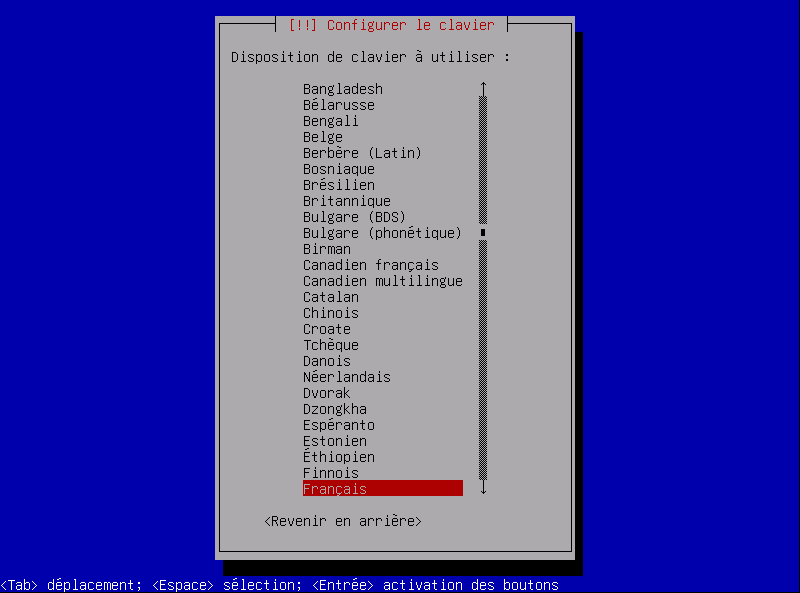 [!!] Configurer le clavier
Disposition de clavier à utiliser :
Bangladesh
Bélarusse
Bengali
Belge
Berbère (Latin)
Bosniaque
Brésilien
Britannique
Bulgare (BDS)
Bulgare (phonétique)
Birman
Canadien français
Canadien multilingue
Catalan
Chinois
Croate
Tchèque
Danois
Néerlandais
Dvorak
Dzongkha
Espéranto
Estonien
Éthiopien
Finnois
Français
<Revenir en arrière>
<Tab> déplacement; <Espace> sélection; <Entrée> activation des boutons